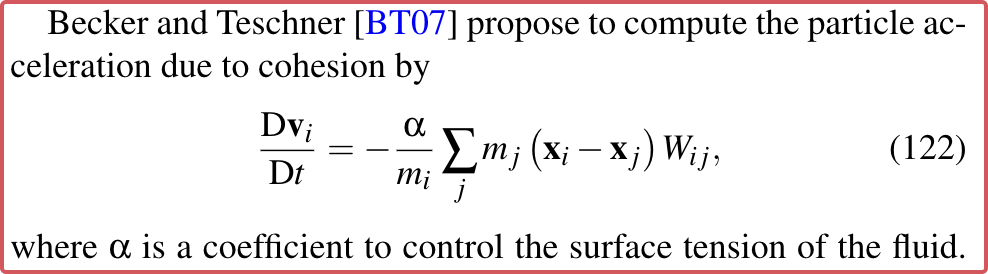 Becker and Teschner [BT07] propose to compute the particle ac-
celeration due to cohesion by
Dv_i/Dt = −α/m_i ∑_j m_j (x_i − x_j) W_ij, (122)
where α is a coefficient to control the surface tension of the fluid.